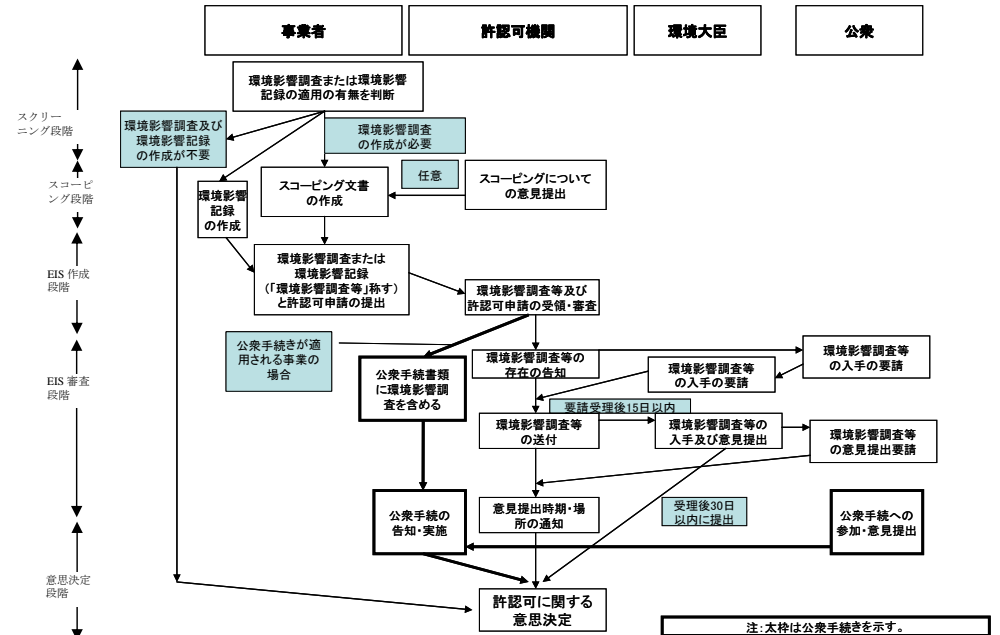 事業者
許認可機関
環境大臣
公衆
スクリー
ニング段階
環境影響調査または環境影響
記録の適用の有無を判断
環境影響調査及び
環境影響記録
の作成が不要
環境影響調査
の作成が必要
スコーピ
ング段階
環境影響
記録
の作成
スコーピング文書
の作成
任意
スコーピングについて
の意見提出
EIS 作成
段階
環境影響調査または
環境影響記録
(「環境影響調査等」称す)
と許認可申請の提出
環境影響調査等及び
許認可申請の受領・審査
EIS 審査
段階
公衆手続きが適
用される事業の
場合
公衆手続書類
に環境影響調
査を含める
環境影響調査等の
存在の告知
環境影響調査等
の入手の要請
環境影響調査等
の入手の要請
要請受理後15日以内
環境影響調査等
の送付
環境影響調査等の
入手及び意見提出
環境影響調査等
の意見提出要請
公衆手続の
告知・実施
意見提出時期・場
所の通知
受理後30日
以内に提出
公衆手続への
参加・意見提出
意思決定
段階
許認可に関する
意思決定
注:太枠は公衆手続きを示す。